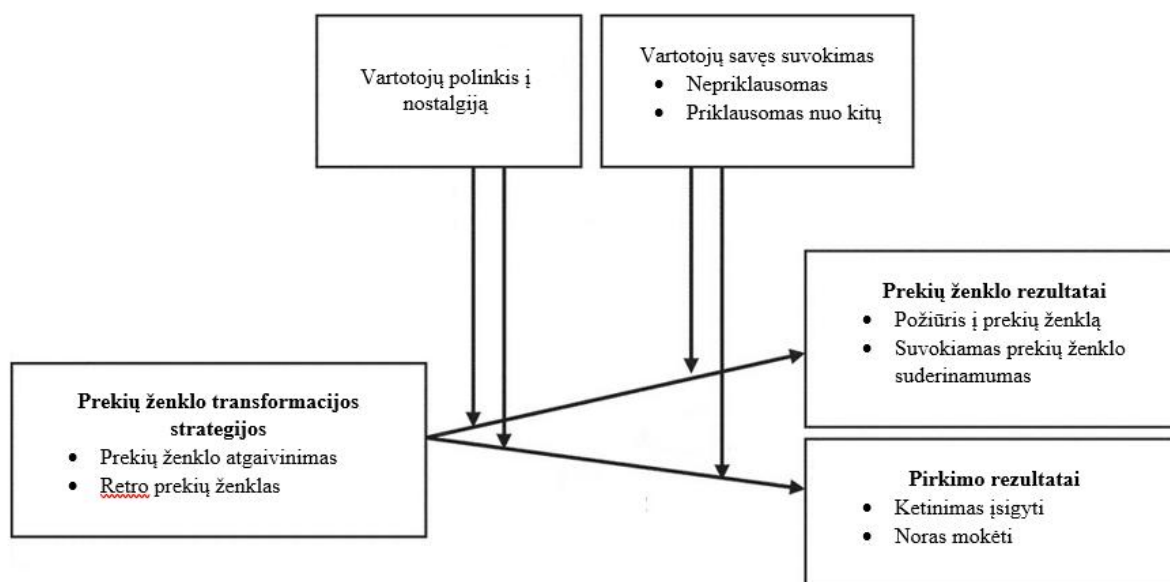 Vartotojų polinkis į
nostalgiją
Vartotojų savęs suvokimas
• Nepriklausomas
• Priklausomas nuo kitų
Prekių ženklo rezultatai
• Požiūris į prekių ženklą
• Suvokiamas prekių ženklo
suderinamumas
Prekių ženklo transformacijos
strategijos
• Prekių ženklo atgaivinimas
• Retro prekių ženklas
Pirkimo rezultatai
• Ketinimas įsigyti
• Noras mokėti